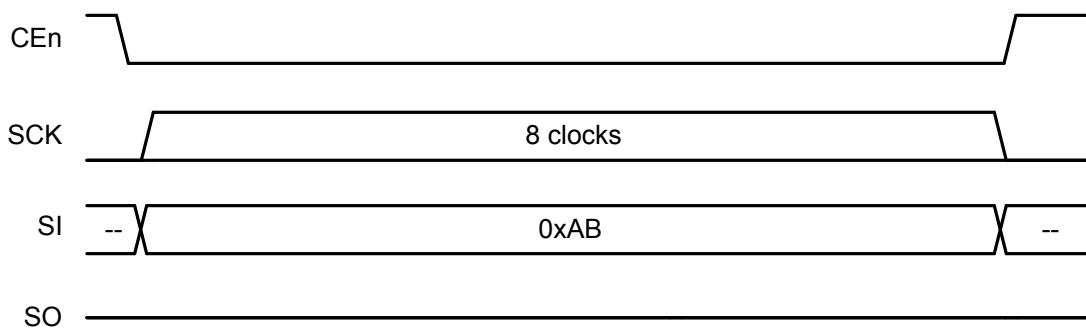 CEn
SCK
8 clocks
SI
--
0xAB
--
SO